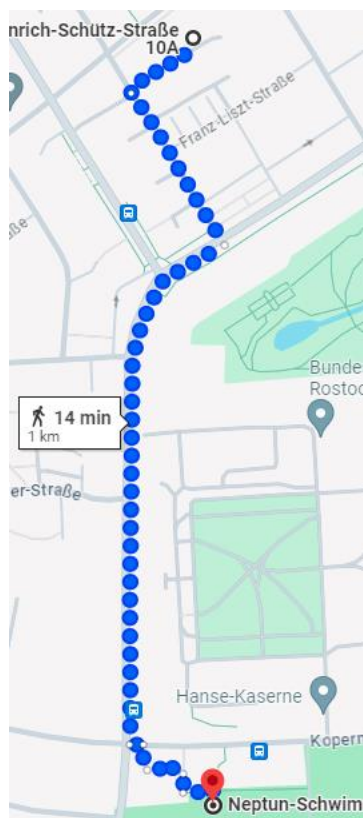 nrich-Schütz-Straße
10A
Franz-Liszt-Straße
Bunde
Rostoc
14 min
1 km
er-Straße
Hanse-Kaserne
Kopern
Neptun-Schwim